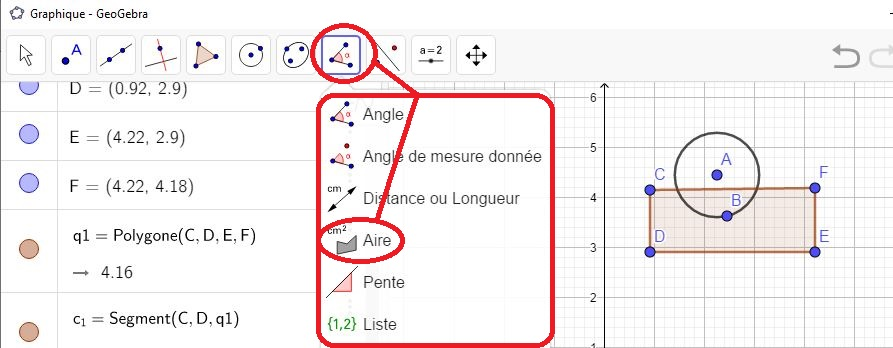 Graphique - GeoGebra
A
a = 2
D = (0.92, 2.9)
E = (4.22, 2.9)
F = (4.22, 4.18)
q1 = Polygone(C, D, E, F)
→ 4.16
c₁ = Segment(C, D, q1)
Angle
Angle de mesure donnée
cm
Distance ou Longueur
cm²
Aire
Pente
{1,2} Liste
6
5
4
3
2
1
A
C
F
B
D
E